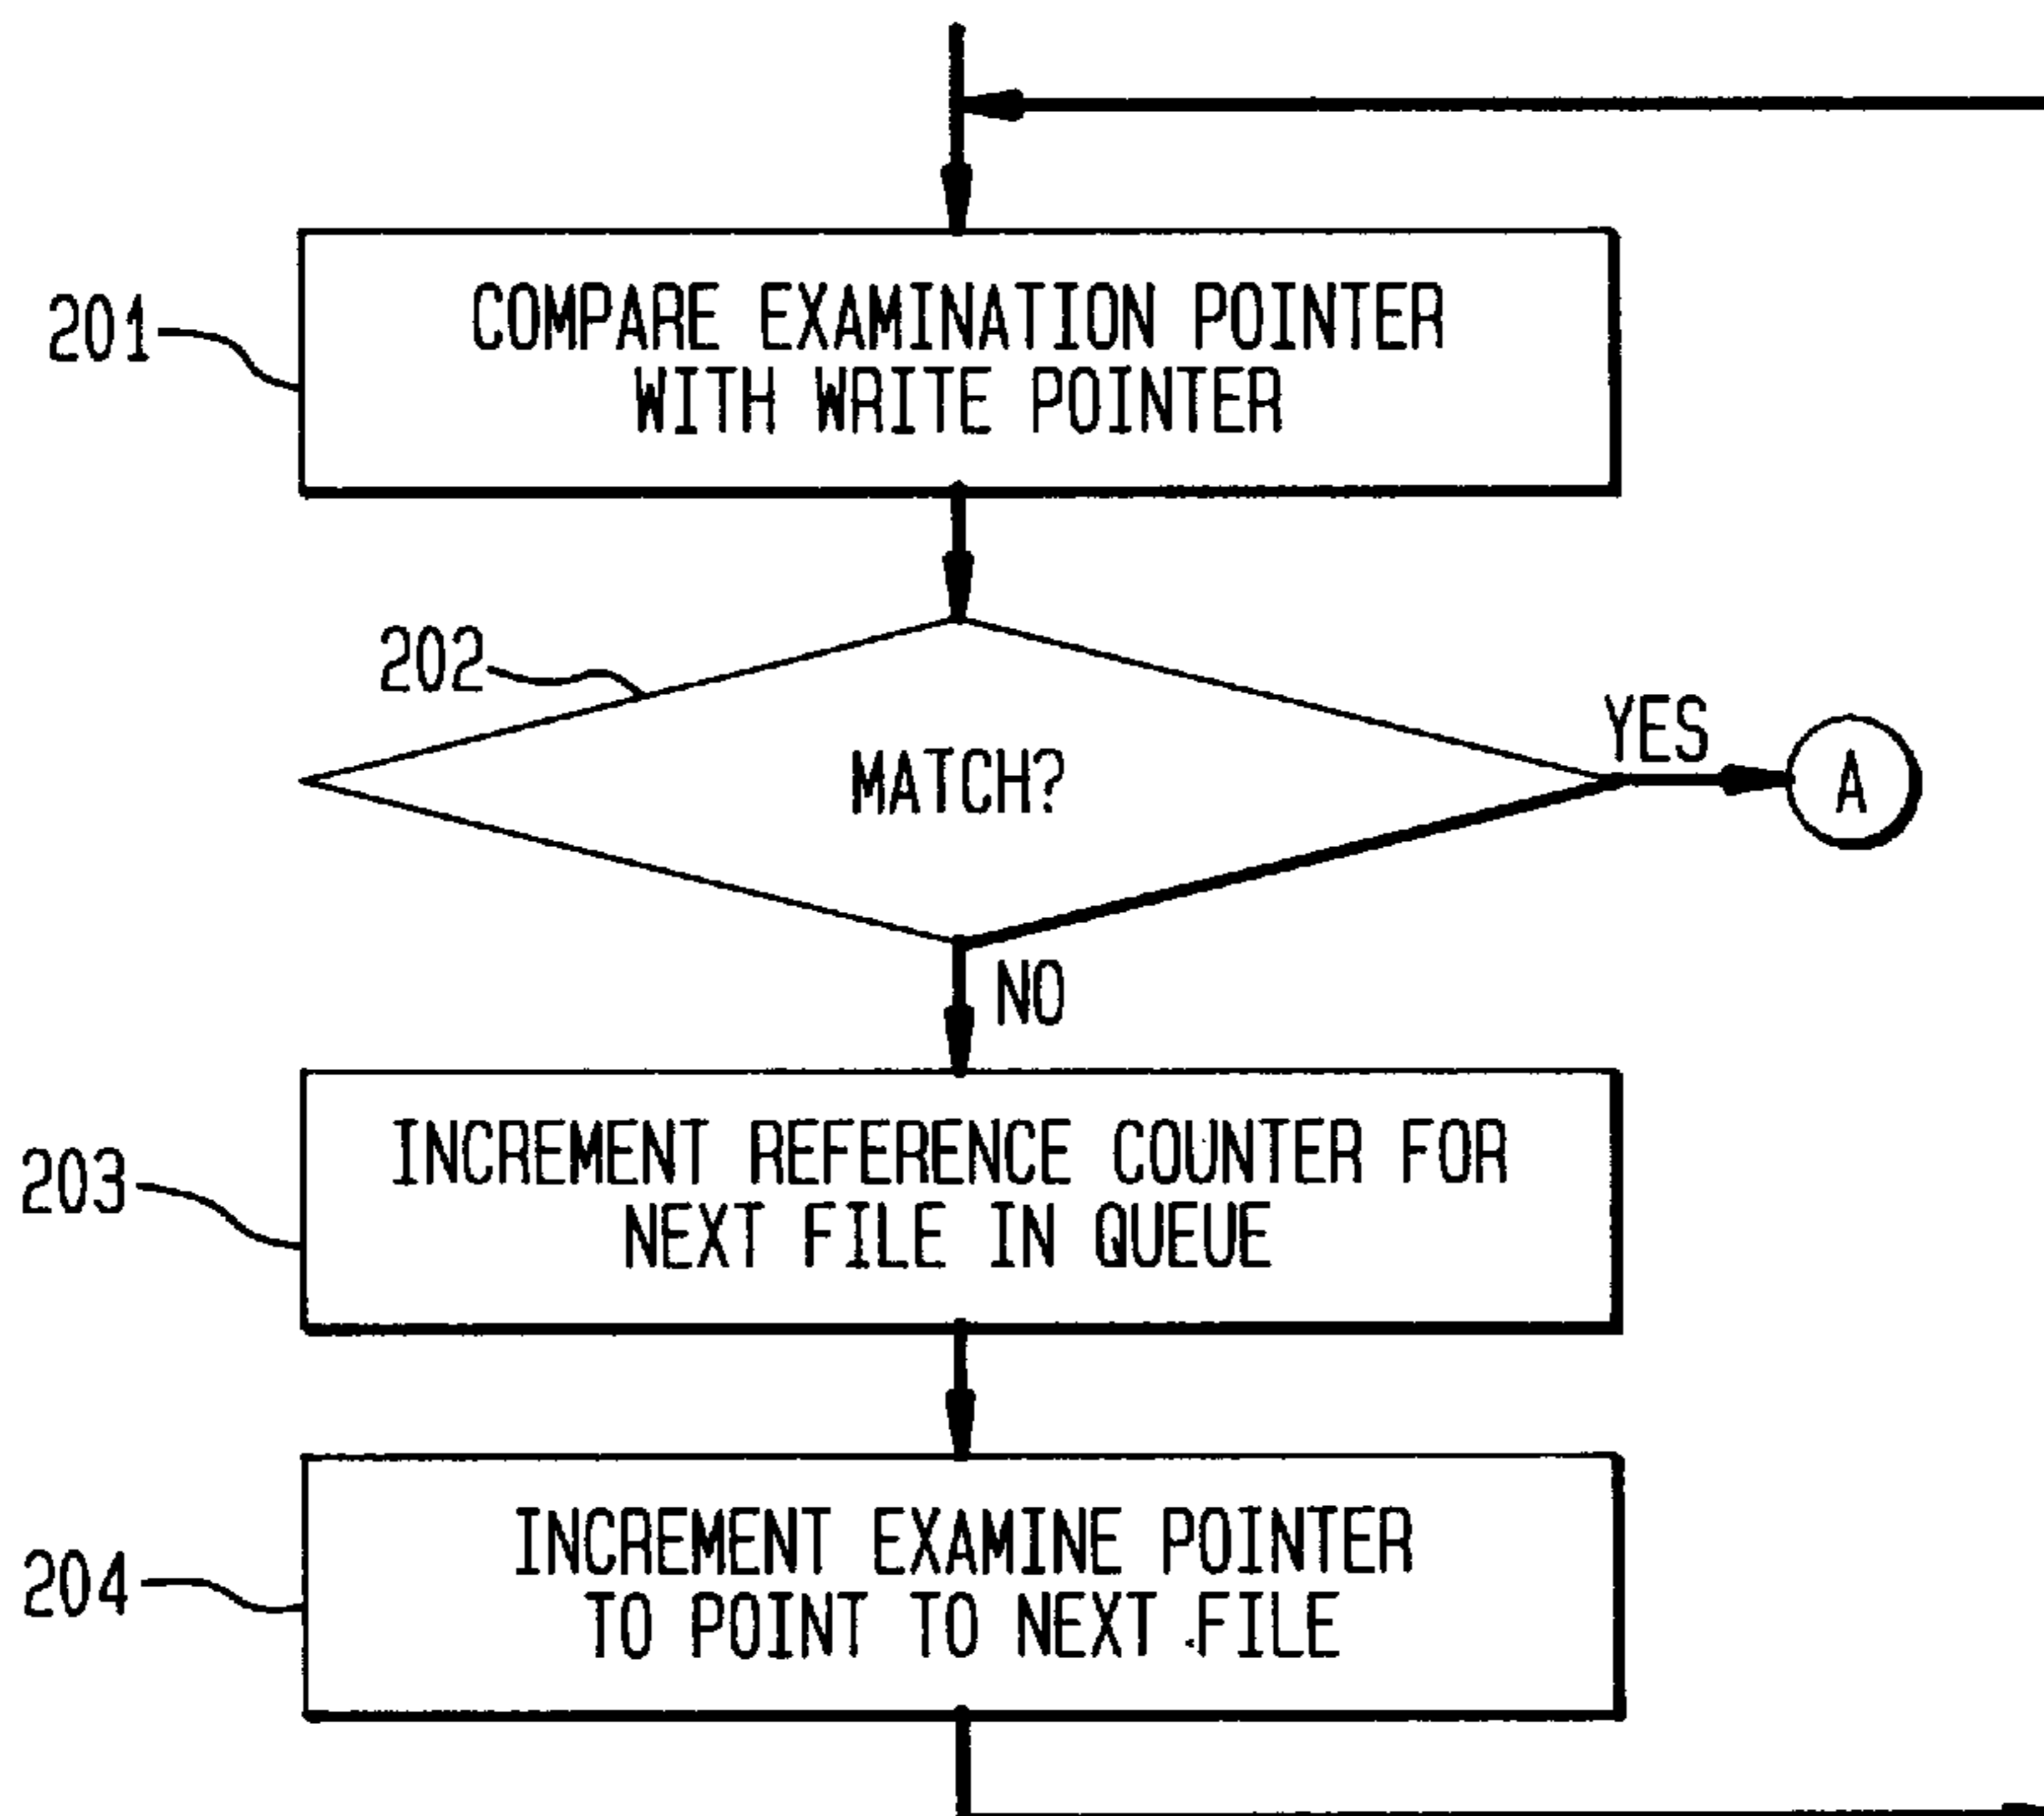 201
COMPARE EXAMINATION POINTER
WITH WRITE POINTER
202
MATCH?
YES
A
NO
203
INCREMENT REFERENCE COUNTER FOR
NEXT FILE IN QUEUE
204
INCREMENT EXAMINE POINTER
TO POINT TO NEXT FILE